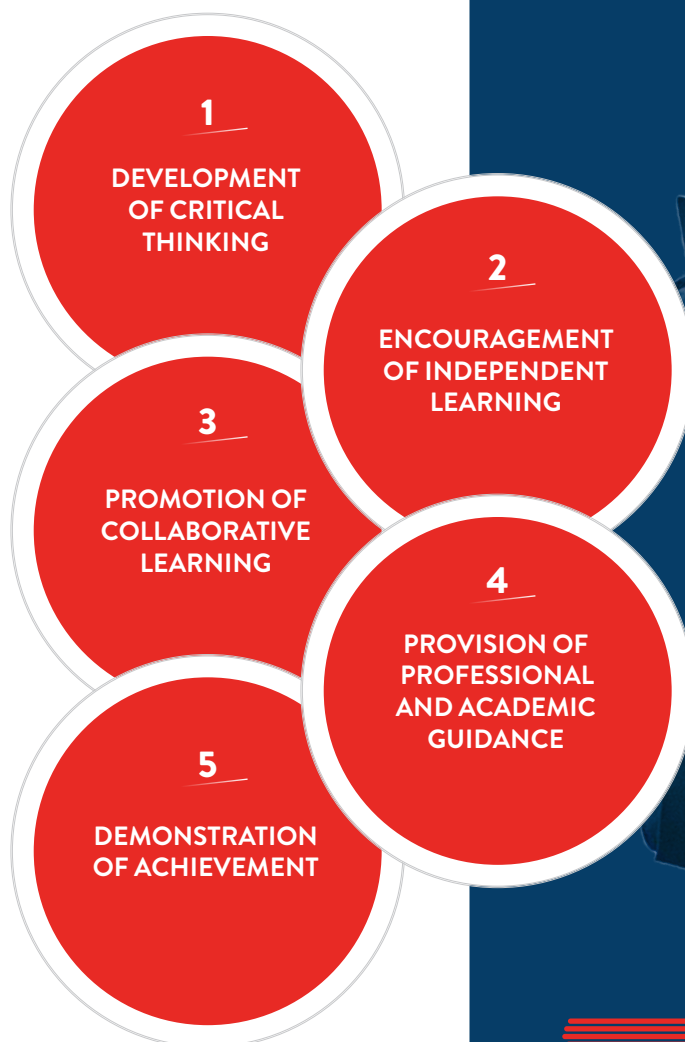 1
DEVELOPMENT
OF CRITICAL
THINKING
2
ENCOURAGEMENT
OF INDEPENDENT
LEARNING
3
PROMOTION OF
COLLABORATIVE
LEARNING
4
PROVISION OF
PROFESSIONAL
AND ACADEMIC
GUIDANCE
5
DEMONSTRATION
OF ACHIEVEMENT